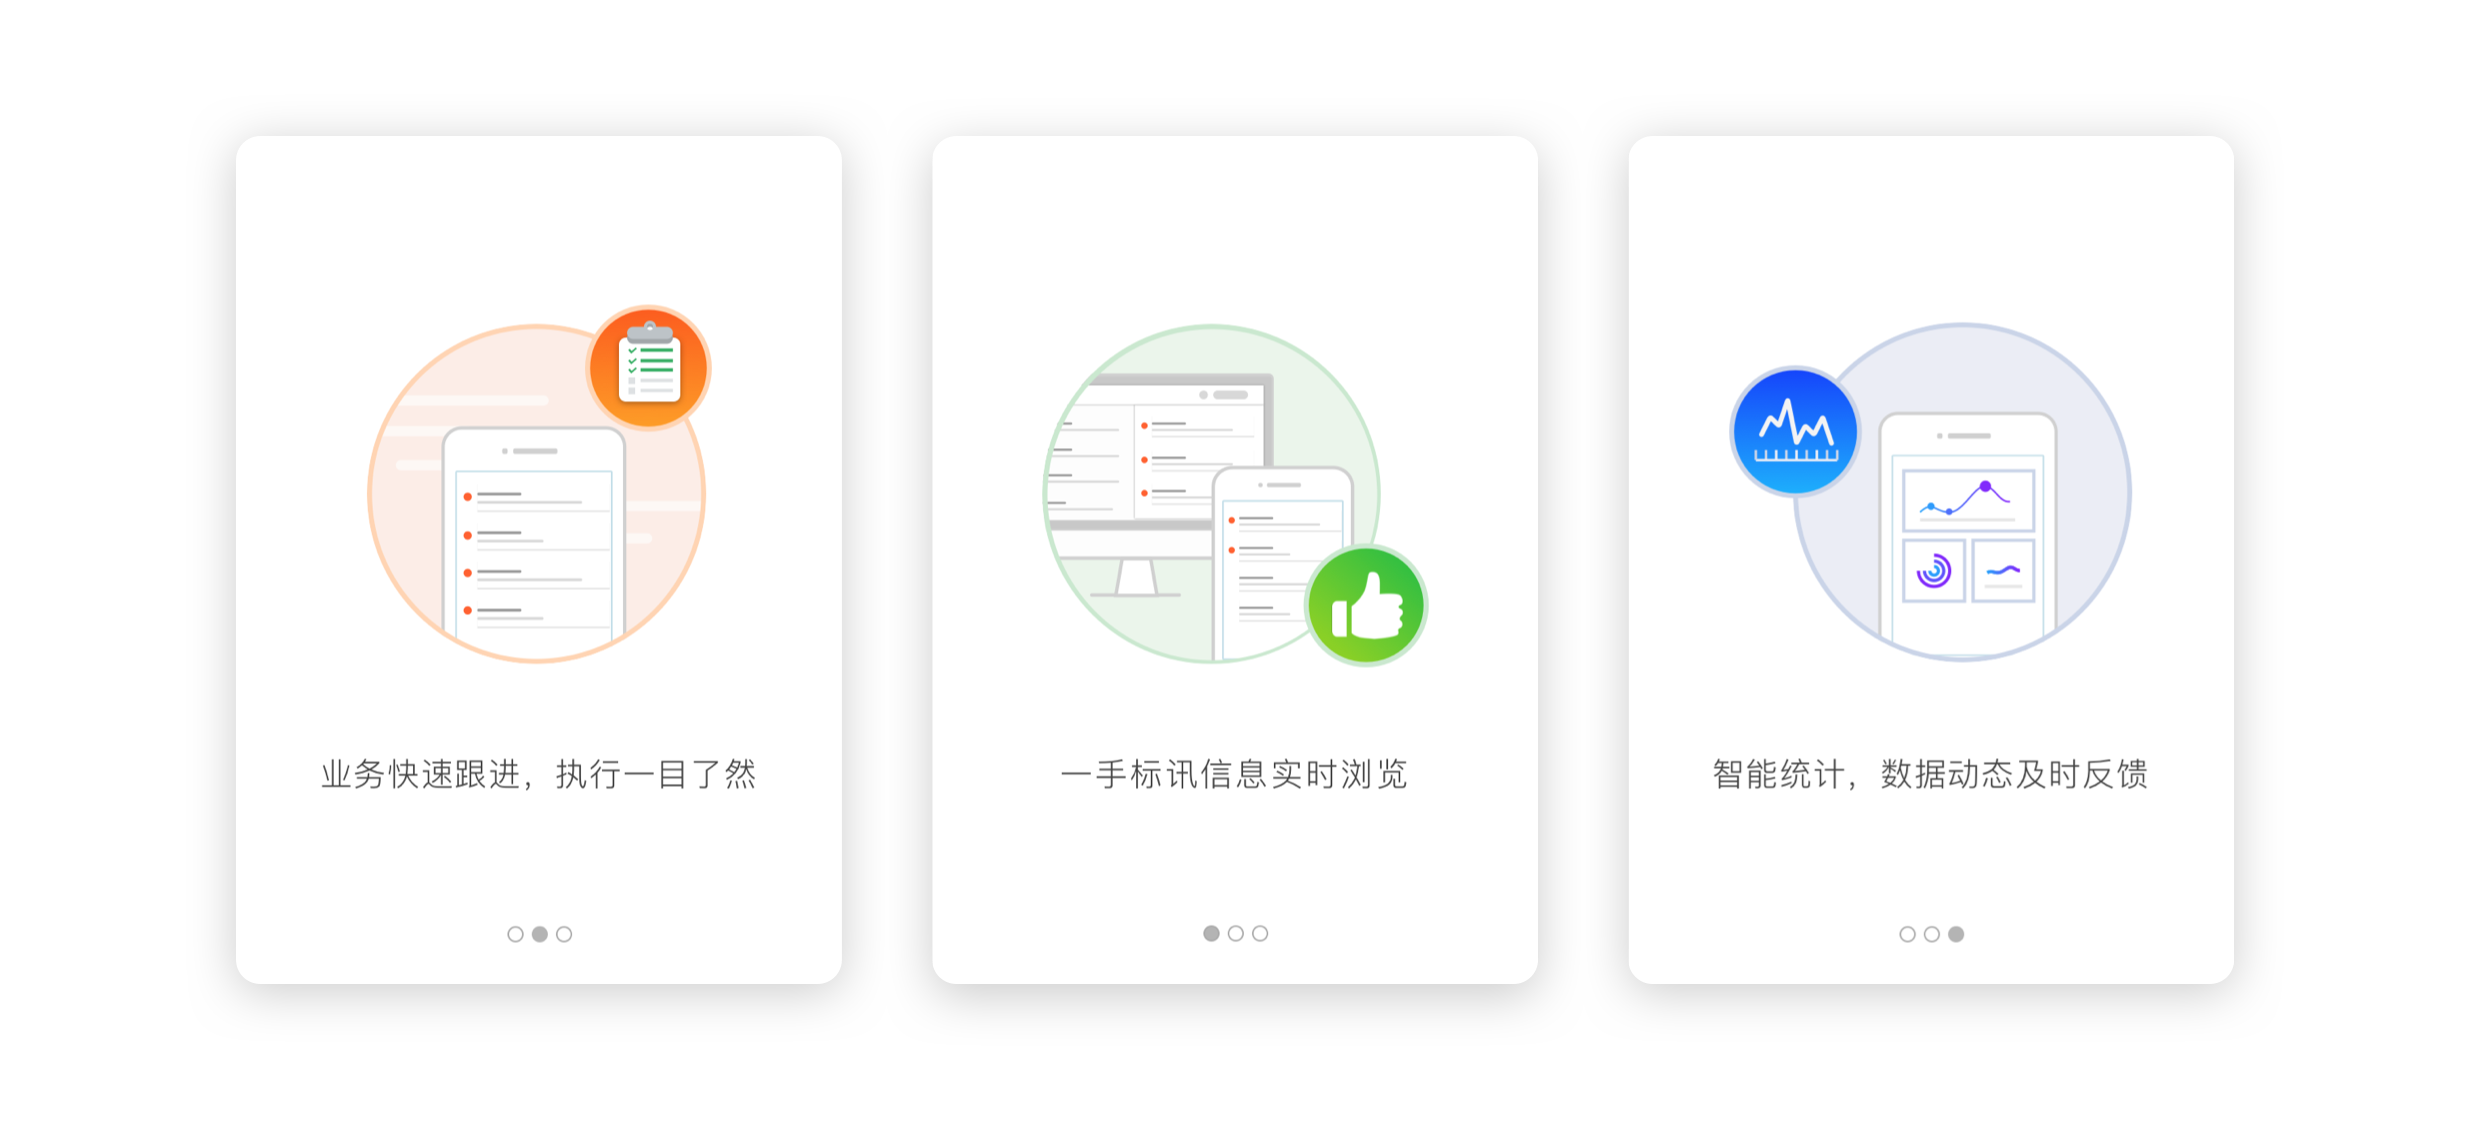 业务快速跟进，执行一目了然
一手标讯信息实时浏览
智能统计，数据动态及时反馈